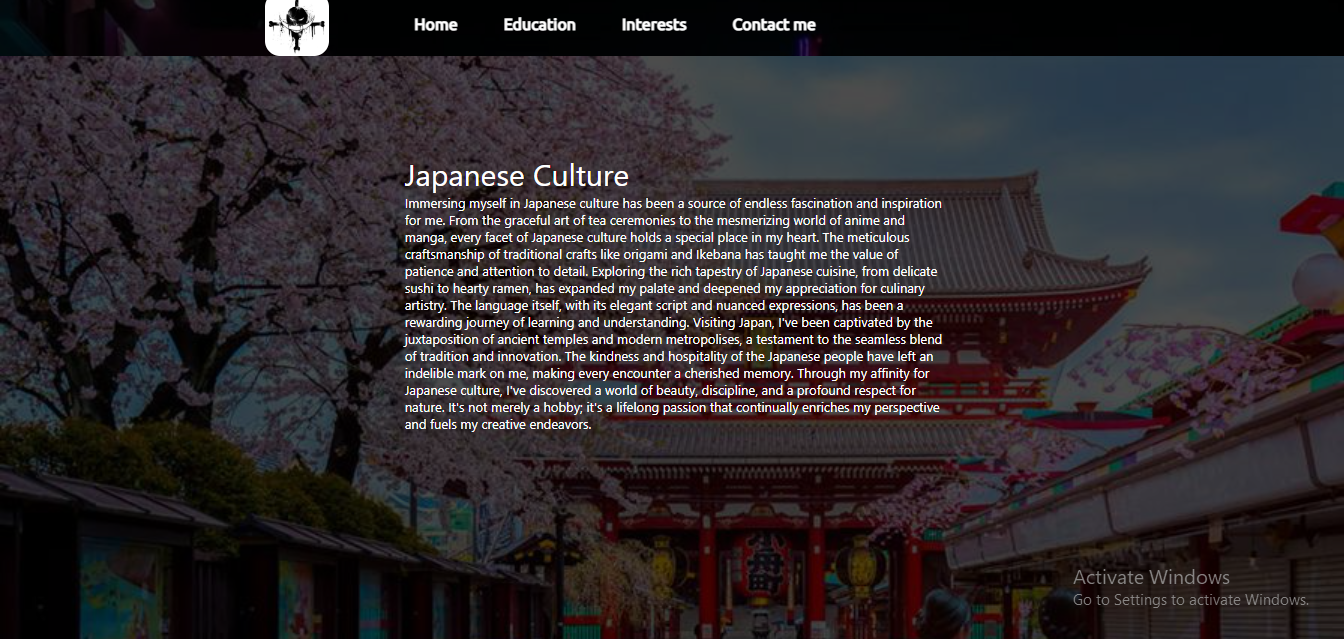 Home Education Interests Contact me
Japanese Culture
Immersing myself in Japanese culture has been a source of endless fascination and inspiration
for me. From the graceful art of tea ceremonies to the mesmerizing world of anime and
manga, every facet of Japanese culture holds a special place in my heart. The meticulous
craftsmanship of traditional crafts like origami and Ikebana has taught me the value of
patience and attention to detail. Exploring the rich tapestry of Japanese cuisine, from delicate
sushi to hearty ramen, has expanded my palate and deepened my appreciation for culinary
artistry. The language itself, with its elegant script and nuanced expressions, has been a
rewarding journey of learning and understanding. Visiting Japan, I've been captivated by the
juxtaposition of ancient temples and modern metropolises, a testament to the seamless blend
of tradition and innovation. The kindness and hospitality of the Japanese people have left an
indelible mark on me, making every encounter a cherished memory. Through my affinity for
Japanese culture, I've discovered a world of beauty, discipline, and a profound respect for
nature. It's not merely a hobby; it's a lifelong passion that continually enriches my perspective
and fuels my creative endeavors.
小舟町
Activate Windows
Go to Settings to activate Windows.